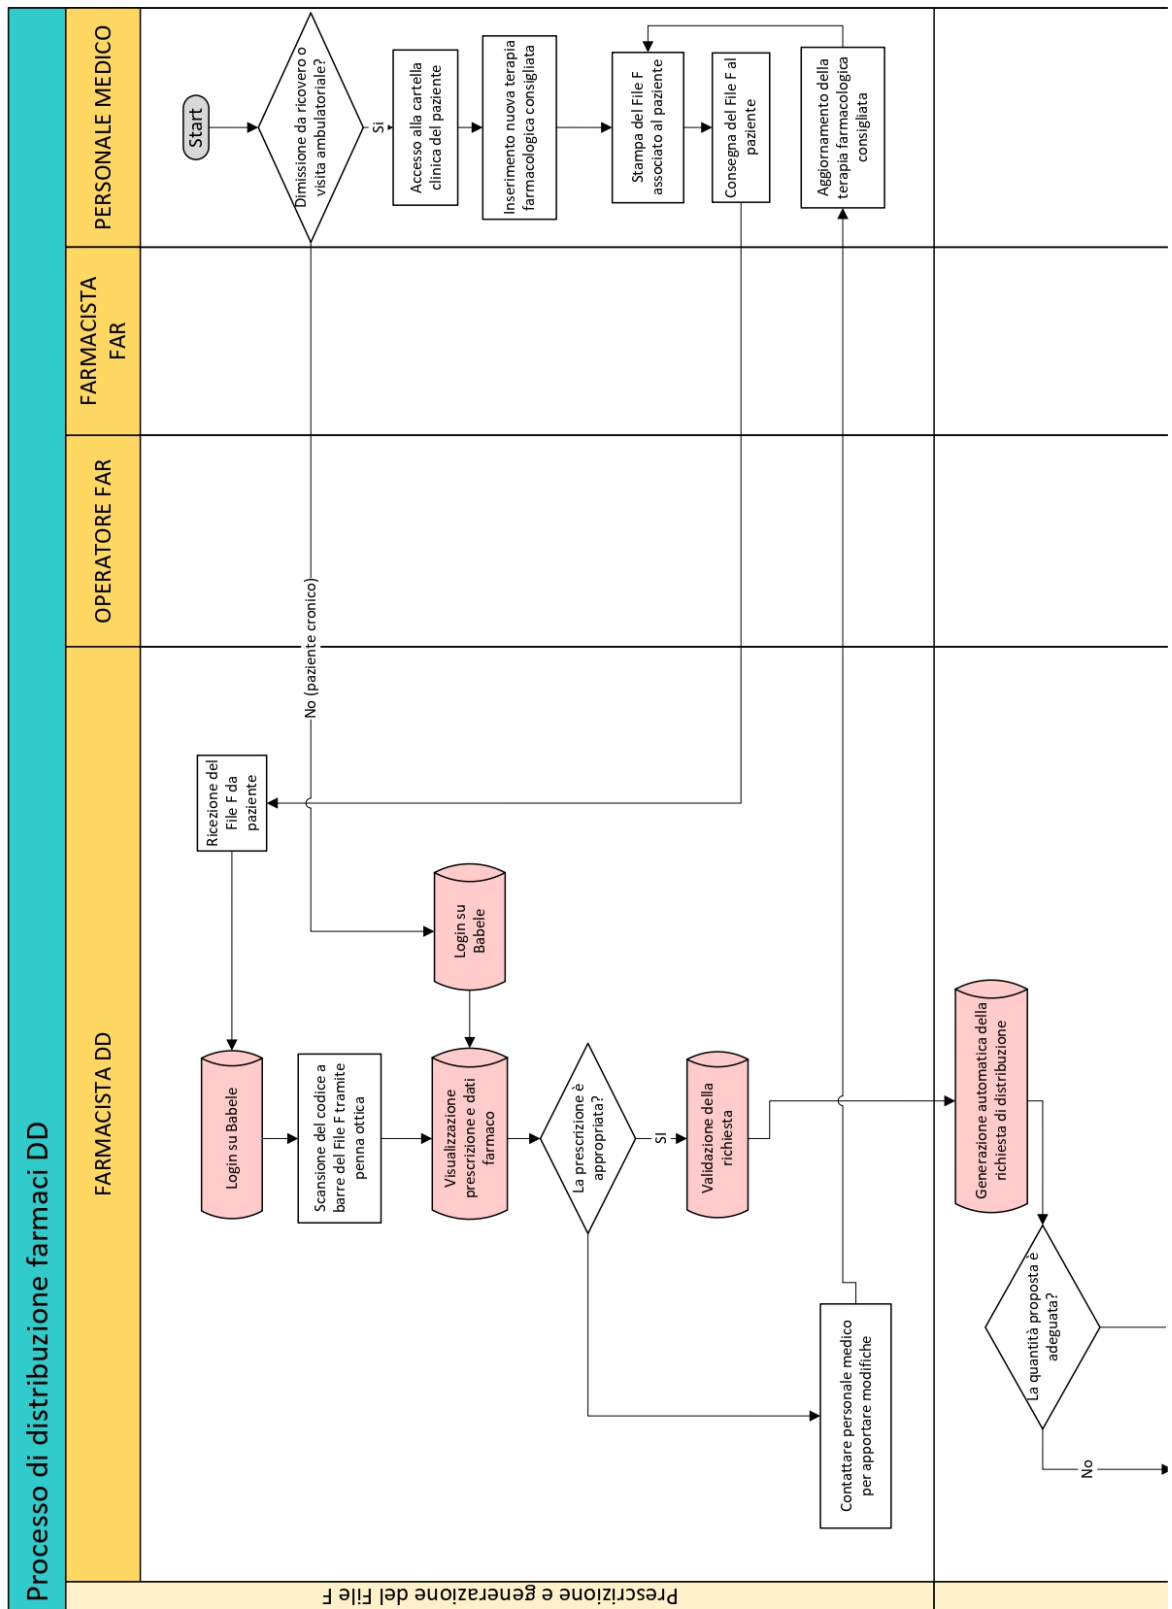 Processo di distribuzione farmaci DD
FARMACISTA DD
OPERATORE FAR
FARMACISTA
FAR
PERSONALE MEDICO
Prescrizione e generazione del File F
Start
Dimissione da ricovero o
visita ambulatoriale?
Si
Accesso alla cartella
clinica del paziente
Inserimento nuova terapia
farmacologica consigliata
Stampa del File F
associato al paziente
Consegna del File F al
paziente
Aggiornamento della
terapia farmacologica
consigliata
No (paziente cronico)
Ricezione del
File F da
paziente
Login su
Babele
Login su Babele
Scansione del codice a
barre del File F tramite
penna ottica
Visualizzazione
prescrizione e dati
farmaco
La prescrizione è
appropriata?
SI
Validazione della
richiesta
Contattare personale medico
per apportare modifiche
Generazione automatica della
richiesta di distribuzione
La quantità proposta è
adeguata?
No